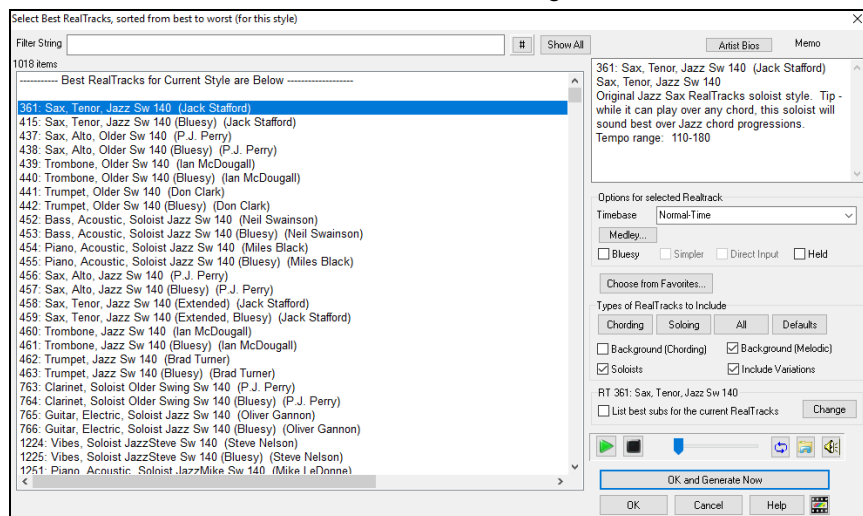 Select Best RealTracks, sorted from best to worst (for this style)
Filter String
#
Show All
Artist Bios
Memo
1018 items
----------- Best RealTracks for Current Style are Below -------------------
361: Sax, Tenor, Jazz Sw 140 (Jack Stafford)
415: Sax, Tenor, Jazz Sw 140 (Bluesy) (Jack Stafford)
437: Sax, Alto, Older Sw 140 (P.J. Perry)
438: Sax, Alto, Older Sw 140 (Bluesy) (P.J. Perry)
439: Trombone, Older Sw 140 (Ian McDougall)
440: Trombone, Older Sw 140 (Bluesy) (Ian McDougall)
441: Trumpet, Older Sw 140 (Don Clark)
442: Trumpet, Older Sw 140 (Bluesy) (Don Clark)
452: Bass, Acoustic, Soloist Jazz Sw 140 (Neil Swainson)
453: Bass, Acoustic, Soloist Jazz Sw 140 (Bluesy) (Neil Swainson)
454: Piano, Acoustic, Soloist Jazz Sw 140 (Miles Black)
455: Piano, Acoustic, Soloist Jazz Sw 140 (Bluesy) (Miles Black)
456: Sax, Alto, Jazz Sw 140 (P.J. Perry)
457: Sax, Alto, Jazz Sw 140 (Bluesy) (P.J. Perry)
458: Sax, Tenor, Jazz Sw 140 (Extended) (Jack Stafford)
459: Sax, Tenor, Jazz Sw 140 (Extended, Bluesy) (Jack Stafford)
460: Trombone, Jazz Sw 140 (Ian McDougall)
461: Trombone, Jazz Sw 140 (Bluesy) (Ian McDougall)
462: Trumpet, Jazz Sw 140 (Brad Turner)
463: Trumpet, Jazz Sw 140 (Bluesy) (Brad Turner)
763: Clarinet, Soloist Older Swing Sw 140 (P.J. Perry)
764: Clarinet, Soloist Older Swing Sw 140 (Bluesy) (P.J. Perry)
765: Guitar, Electric, Soloist Jazz Sw 140 (Oliver Gannon)
766: Guitar, Electric, Soloist Jazz Sw 140 (Bluesy) (Oliver Gannon)
1224: Vibes, Soloist JazzSteve Sw 140 (Steve Nelson)
1225: Vibes, Soloist JazzSteve Sw 140 (Bluesy) (Steve Nelson)
1251: Piano, Acoustic, Soloist JazzMike Sw 140 (Mike LeDonne)
361: Sax, Tenor, Jazz Sw 140 (Jack Stafford)
Sax, Tenor, Jazz Sw 140
Original Jazz Sax RealTracks soloist style. Tip -
while it can play over any chord, this soloist will
sound best over Jazz chord progressions.
Tempo range: 110-180
Options for selected Realtrack
Timebase
Normal-Time
Medley...
Bluesy
Simpler
Direct Input
Held
Choose from Favorites...
Types of RealTracks to Include
Chording
Soloing
All
Defaults
Background (Chording)
Background (Melodic)
Soloists
Include Variations
RT 361: Sax, Tenor, Jazz Sw 140
List best subs for the current RealTracks
Change
OK and Generate Now
OK
Cancel
Help